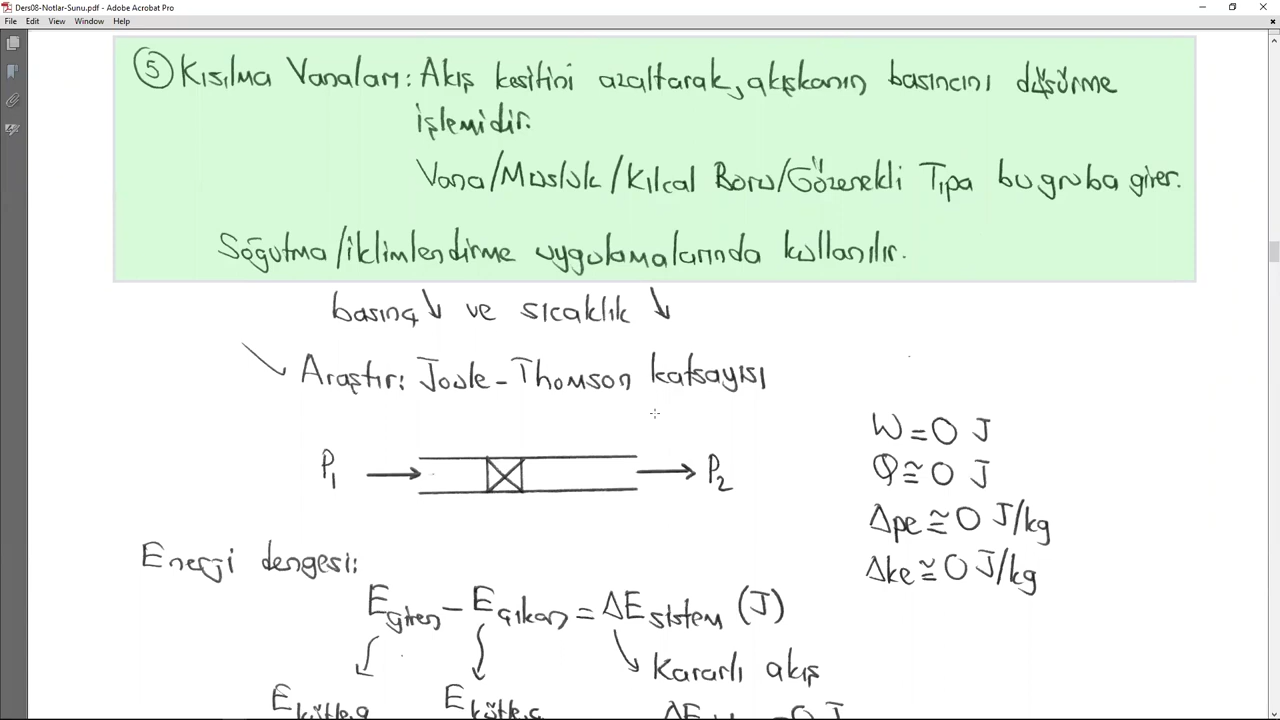 Ders08-Notlar-Sunu.pdf - Adobe Acrobat Pro
File Edit View Window Help
⑤ Kısılma Vanaları: Akış kesitini azaltarak, akışkanın basıncını düşürme
işlemidir.
Vana/Musluk/Kılcal Boru/Gözenekli Tıpa bu gruba girer.
Soğutma/iklimlendirme uygulamalarında kullanılır.
basınç ↓ ve sıcaklık ↓
Araştır: Joule-Thomson katsayısı
P1 → → P2
W = 0 J
Q ≅ 0 J
Δpe ≅ 0 J/kg
Δke ≅ 0 J/kg
Enerji dengesi:
Egiren - Eçıkan = ΔEsistem (J)
Kararlı akış
Ekütle,g Ekütle,ç